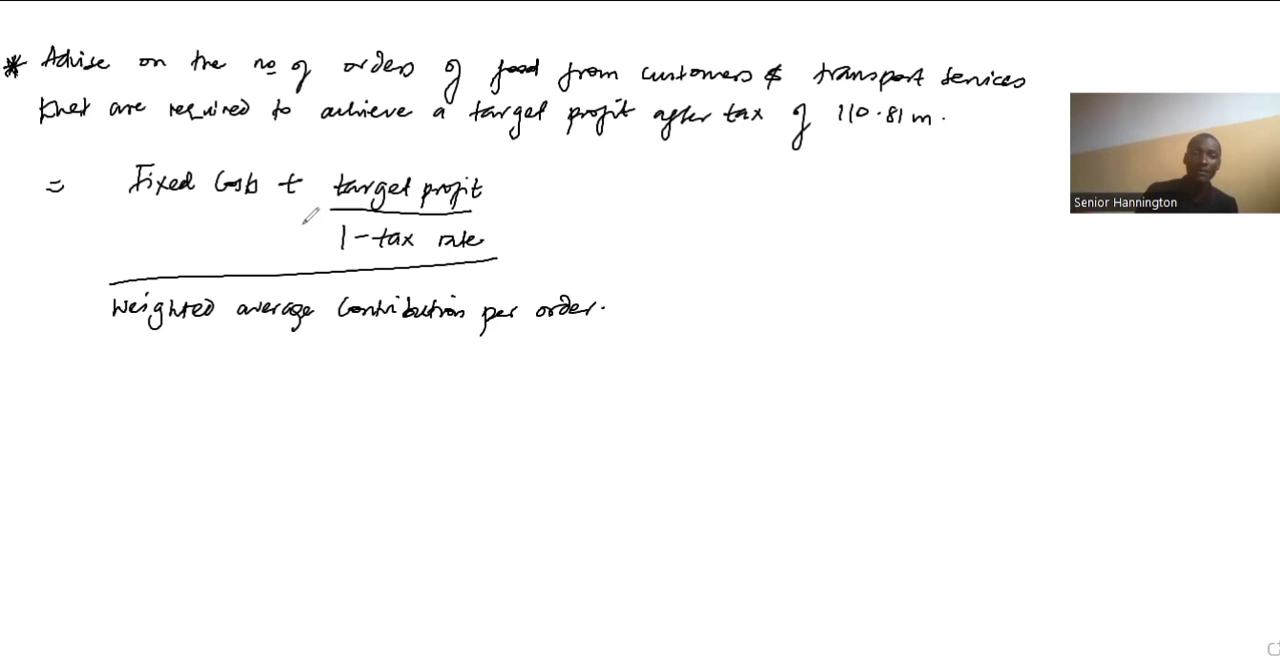 * Advise on the no of orders of food from customers & transport services
that are required to achieve a target profit after tax of 110.81m.
= Fixed Costs + target profit
1-tax rate
Weighted average Contribution per order.
Senior Hannington